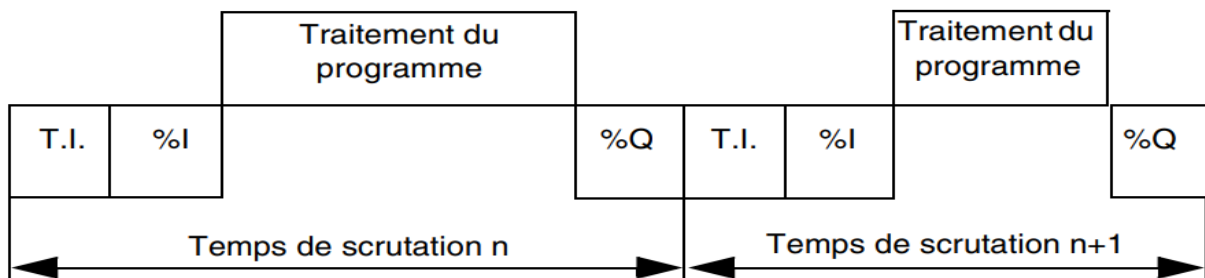 Traitement du
programme
Traitement du
programme
T.I.
%I
%Q
T.I.
%I
%Q
Temps de scrutation n
Temps de scrutation n+1